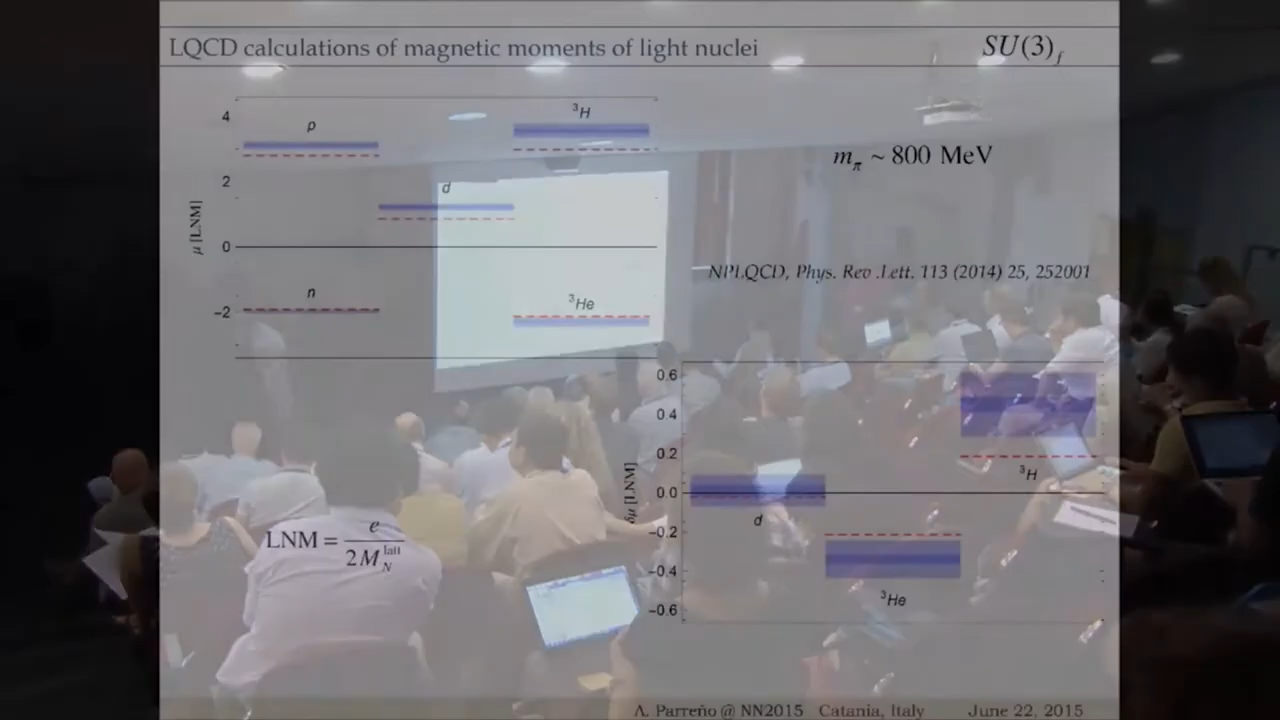 LQCD calculations of magnetic moments of light nuclei
SU(3)f
4
2
0
−2
μ [LNM]
p
n
d
³H
³He
mπ ~ 800 MeV
NPLQCD, Phys. Rev .Lett. 113 (2014) 25, 252001
LNM = e / 2 M_N^latt
0.6
0.4
0.2
0.0
−0.2
−0.4
−0.6
δμ [LNM]
d
³He
³H
A. Parreño @ NN2015 Catania, Italy June 22, 2015